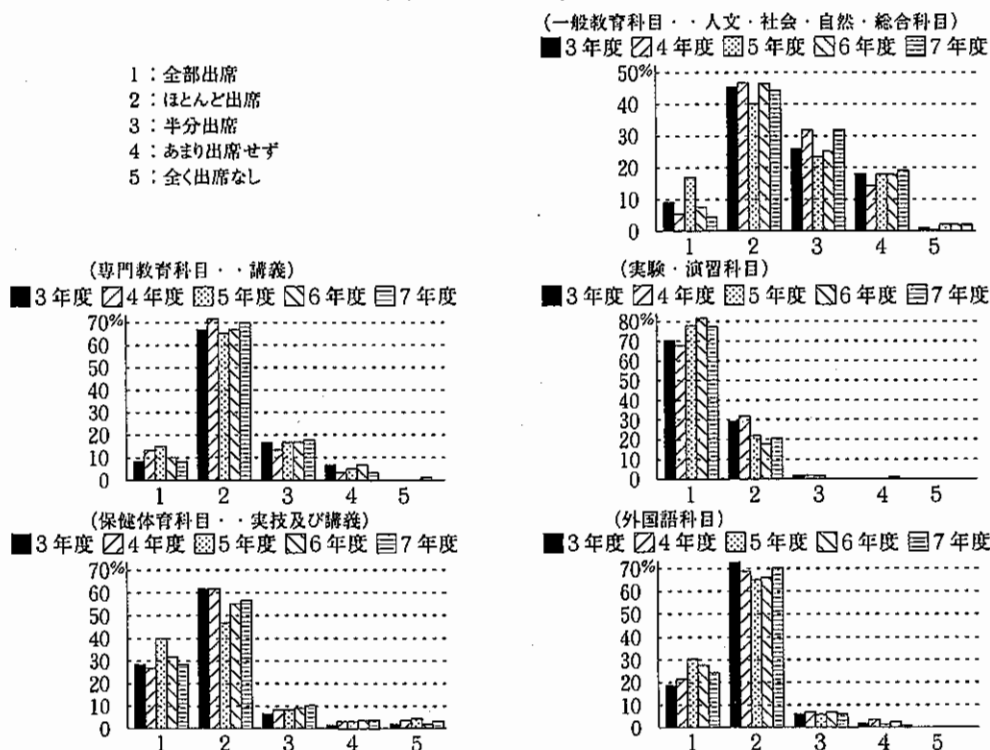 1：全部出席
2：ほとんど出席
3：半分出席
4：あまり出席せず
5：全く出席なし
(一般教育科目・・人文・社会・自然・総合科目)
3年度 4年度 5年度 6年度 7年度
50%
40
30
20
10
0
1 2 3 4 5
(専門教育科目・・講義)
3年度 4年度 5年度 6年度 7年度
70%
60
50
40
30
20
10
0
1 2 3 4 5
(実験・演習科目)
3年度 4年度 5年度 6年度 7年度
80%
70
60
50
40
30
20
10
0
1 2 3 4 5
(保健体育科目・・実技及び講義)
3年度 4年度 5年度 6年度 7年度
70%
60
50
40
30
20
10
0
1 2 3 4 5
(外国語科目)
3年度 4年度 5年度 6年度 7年度
70%
60
50
40
30
20
10
0
1 2 3 4 5